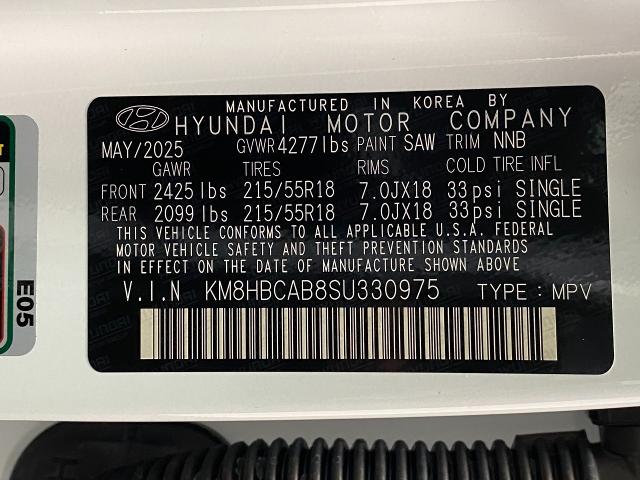 MANUFACTURED IN KOREA BY
HYUNDAI MOTOR COMPANY
MAY/2025 GVWR 4277lbs PAINT SAW TRIM NNB
GAWR TIRES RIMS COLD TIRE INFL
FRONT 2425 lbs 215/55R18 7.0JX18 33psi SINGLE
REAR 2099 lbs 215/55R18 7.0JX18 33psi SINGLE
THIS VEHICLE CONFORMS TO ALL APPLICABLE U.S.A. FEDERAL
MOTOR VEHICLE SAFETY AND THEFT PREVENTION STANDARDS
IN EFFECT ON THE DATE OF MANUFACTURE SHOWN ABOVE
V.I.N KM8HBCAB8SU330975 TYPE : MPV
E05